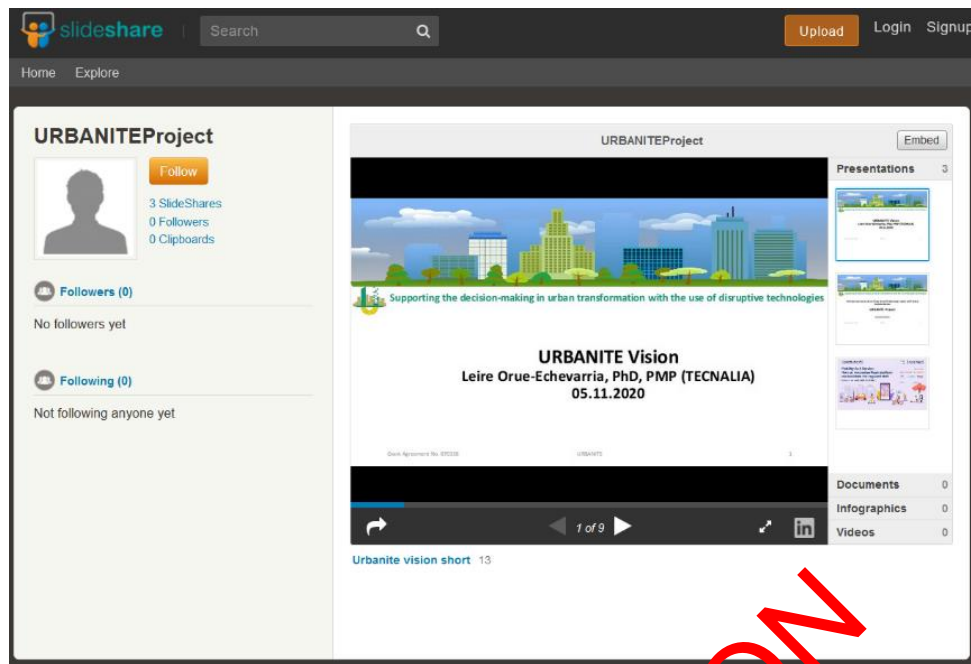 slideshare Search Upload Login Signup
Home Explore
URBANITEProject
Follow
3 SlideShares
0 Followers
0 Clipboards
Followers (0)
No followers yet
Following (0)
Not following anyone yet
URBANITEProject Embed
Supporting the decision-making in urban transformation with the use of disruptive technologies
URBANITE Vision
Leire Orue-Echevarria, PhD, PMP (TECNALIA)
05.11.2020
URBANITE 1
1 of 9
in
Urbanite vision short 13
Presentations 3
Documents 0
Infographics 0
Videos 0
ON